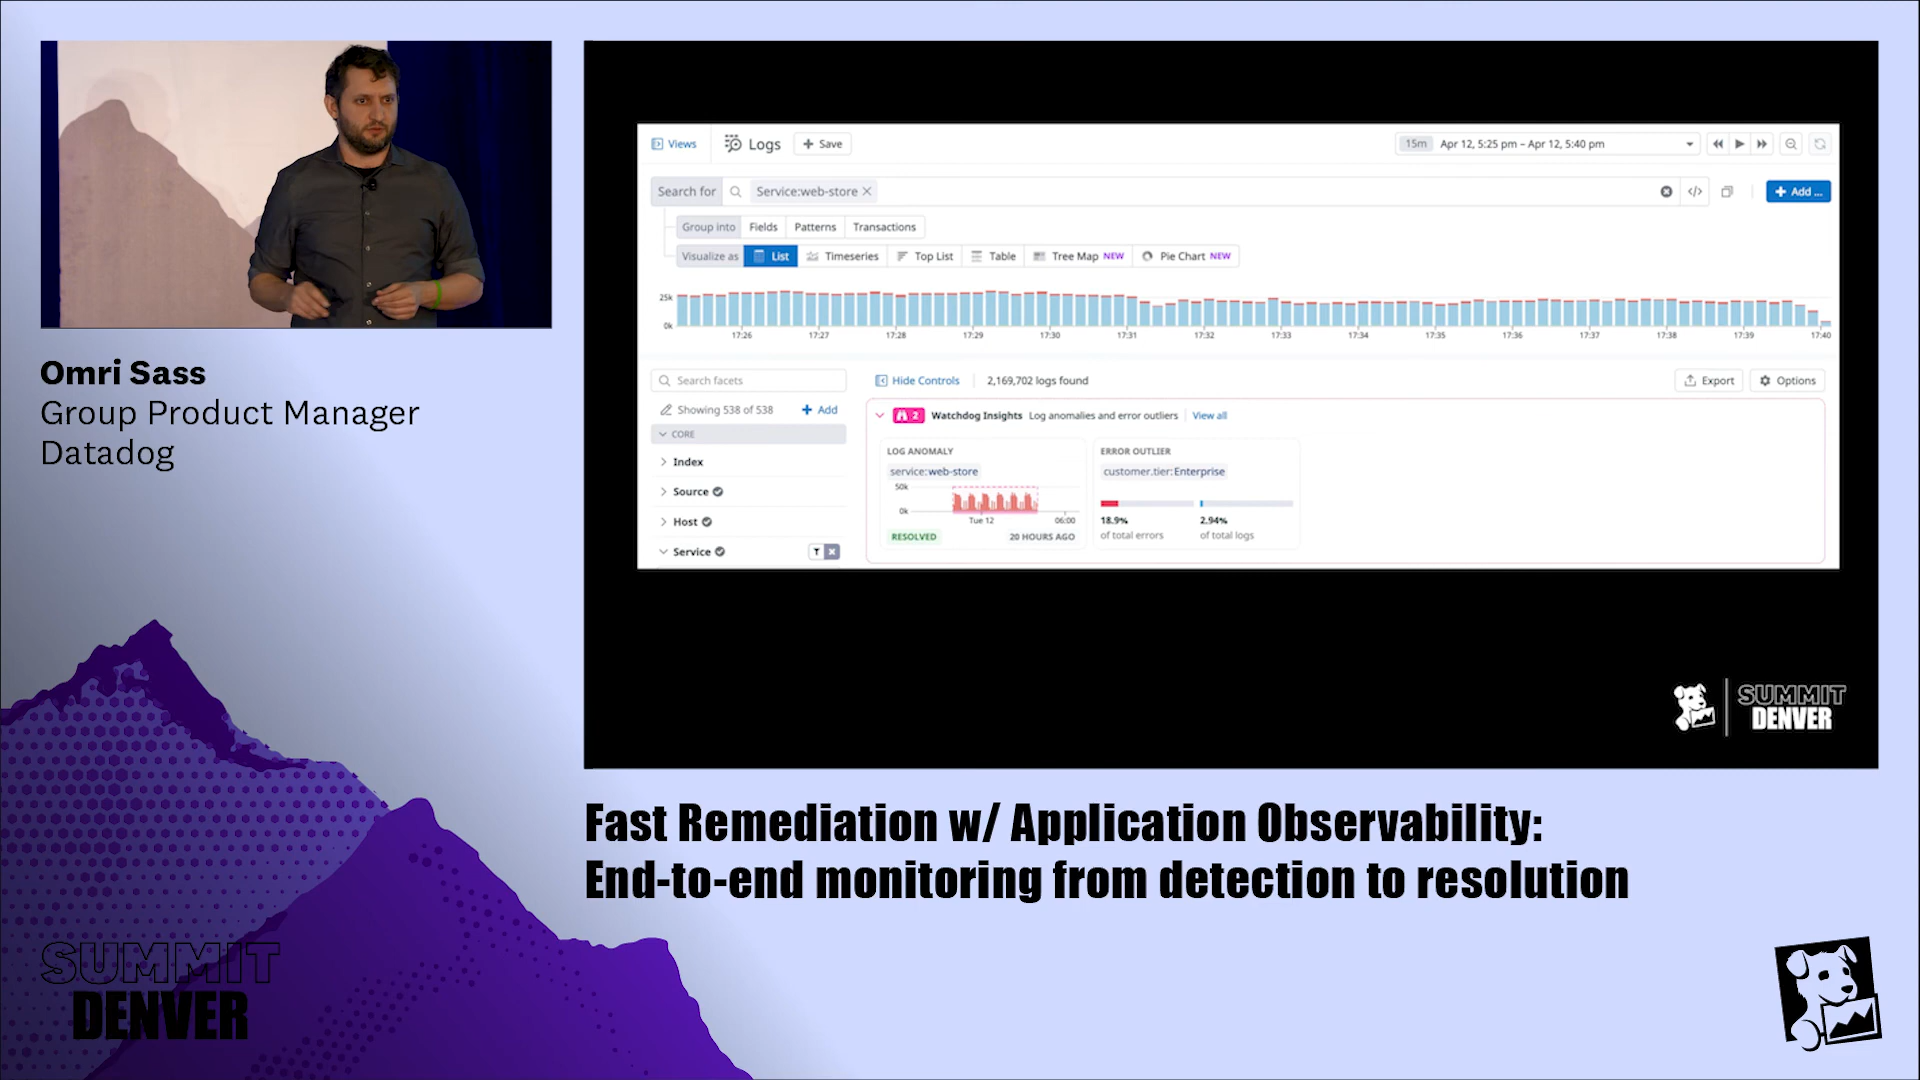 Omri Sass
Group Product Manager
Datadog
Views
Logs
+ Save
15m Apr 12, 5:25 pm – Apr 12, 5:40 pm
Search for Service:web-store
+ Add ...
Group into Fields Patterns Transactions
Visualize as List Timeseries Top List Table Tree Map NEW Pie Chart NEW
25k
0k
17:26 17:27 17:28 17:29 17:30 17:31 17:32 17:33 17:34 17:35 17:36 17:37 17:38 17:39 17:40
Search facets
Hide Controls 2,169,702 logs found
Export Options
Showing 538 of 538 + Add
CORE
Index
Source
Host
Service
2 Watchdog Insights Log anomalies and error outliers View all
LOG ANOMALY
service:web-store
50k
0k
Tue 12 06:00
RESOLVED 20 HOURS AGO
ERROR OUTLIER
customer.tier:Enterprise
18.9% 2.94%
of total errors of total logs
SUMMIT
DENVER
Fast Remediation w/ Application Observability:
End-to-end monitoring from detection to resolution
SUMMIT
DENVER